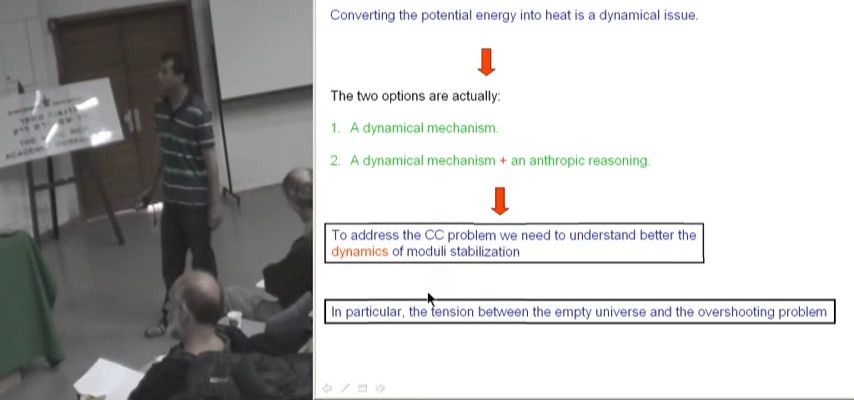 Converting the potential energy into heat is a dynamical issue.
The two options are actually:
1. A dynamical mechanism.
2. A dynamical mechanism + an anthropic reasoning.
To address the CC problem we need to understand better the
dynamics of moduli stabilization
In particular, the tension between the empty universe and the overshooting problem